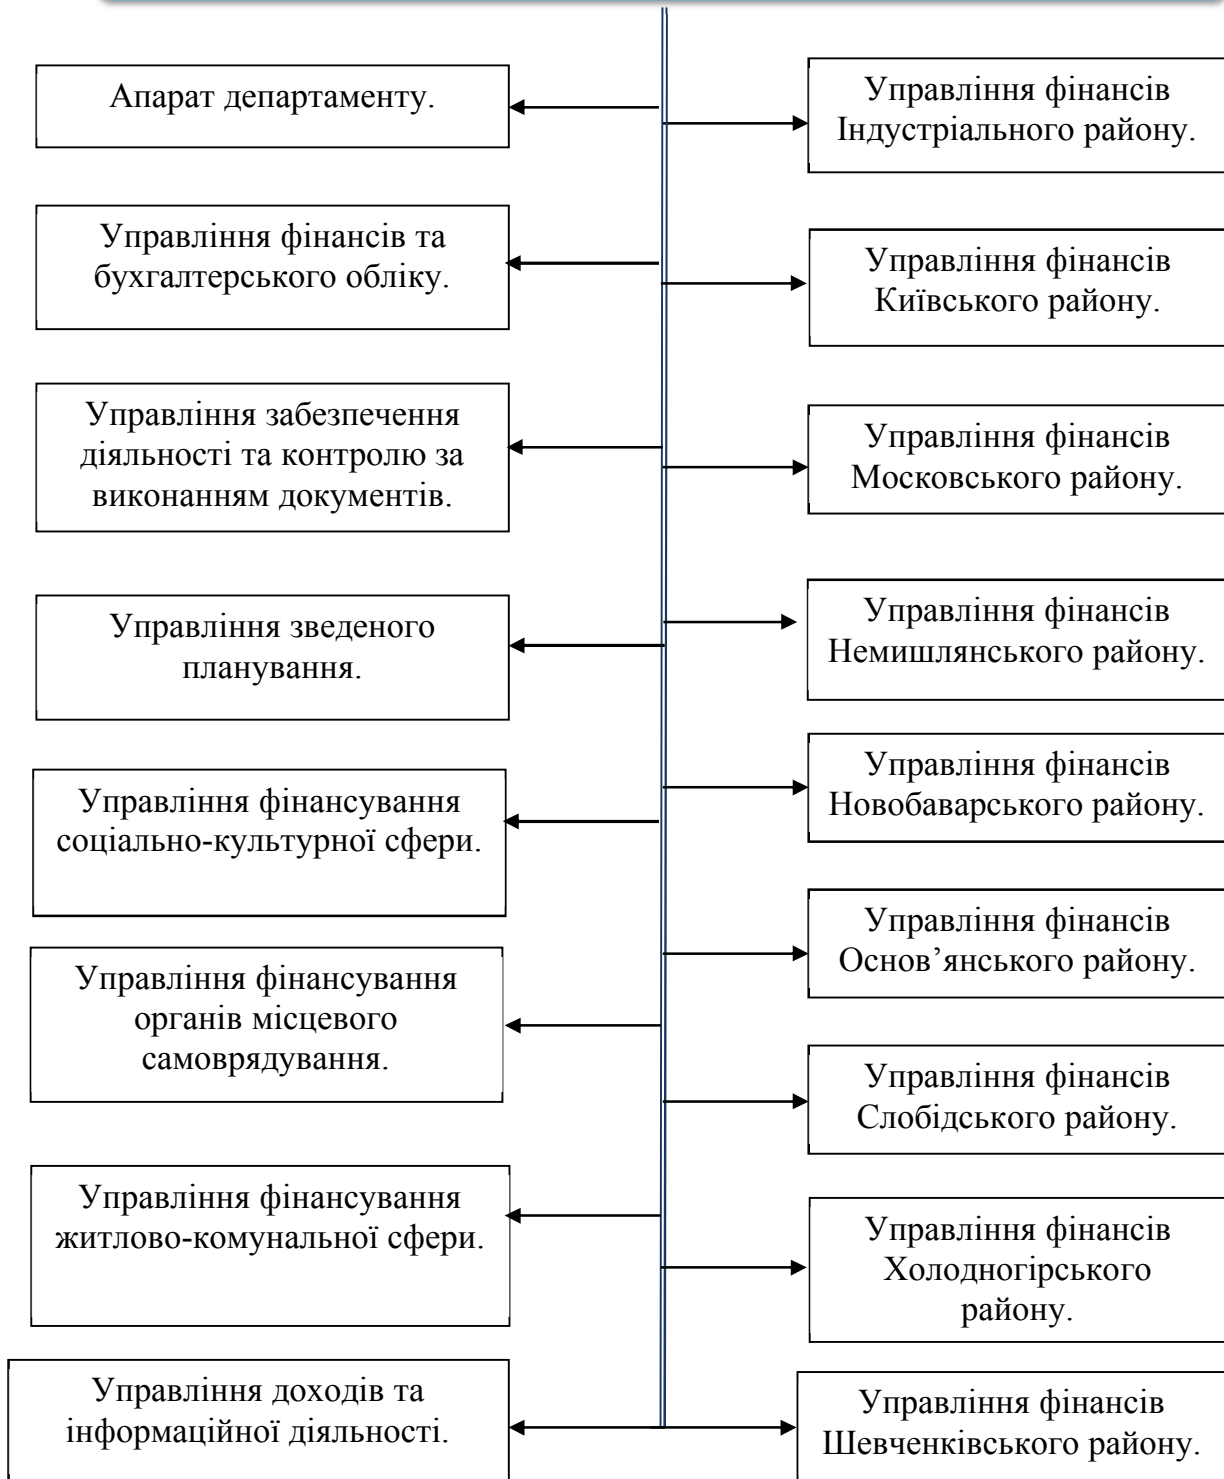 Апарат департаменту.
Управління фінансів та
бухгалтерського обліку.
Управління забезпечення
діяльності та контролю за
виконанням документів.
Управління зведеного
планування.
Управління фінансування
соціально-культурної сфери.
Управління фінансування
органів місцевого
самоврядування.
Управління фінансування
житлово-комунальної сфери.
Управління доходів та
інформаційної діяльності.
Управління фінансів
Індустріального району.
Управління фінансів
Київського району.
Управління фінансів
Московського району.
Управління фінансів
Немишлянського району.
Управління фінансів
Новобаварського району.
Управління фінансів
Основ’янського району.
Управління фінансів
Слобідського району.
Управління фінансів
Холодногірського
району.
Управління фінансів
Шевченківського району.